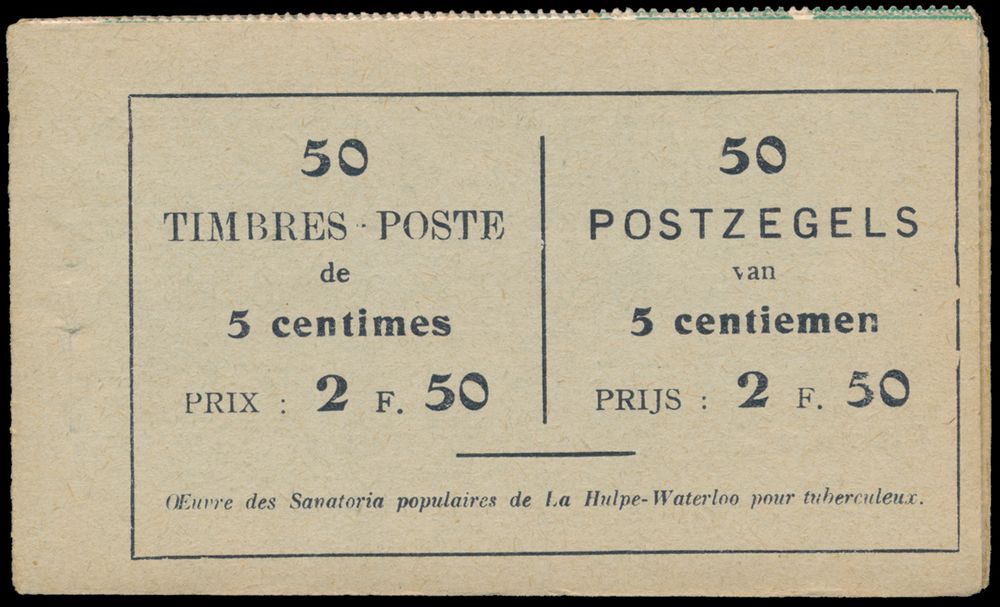 50
TIMBRES-POSTE
de
5 centimes
PRIX : 2 F. 50
50
POSTZEGELS
van
5 centiemen
PRIJS : 2 F. 50
Œuvre des Sanatoria populaires de La Hulpe-Waterloo pour tuberculeux.